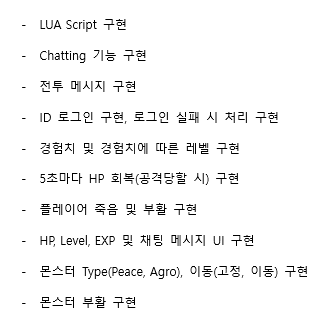 - LUA Script 구현
- Chatting 기능 구현
- 전투 메시지 구현
- ID 로그인 구현, 로그인 실패 시 처리 구현
- 경험치 및 경험치에 따른 레벨 구현
- 5초마다 HP 회복(공격당할 시) 구현
- 플레이어 죽음 및 부활 구현
- HP, Level, EXP 및 채팅 메시지 UI 구현
- 몬스터 Type(Peace, Agro), 이동(고정, 이동) 구현
- 몬스터 부활 구현